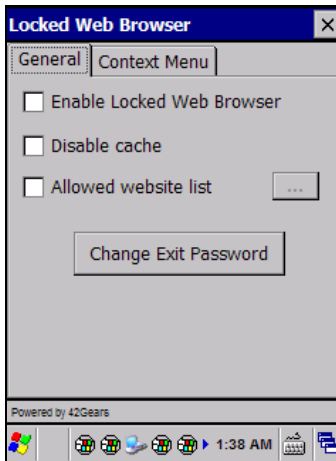 Locked Web Browser
General
Context Menu
Enable Locked Web Browser
Disable cache
Allowed website list
...
Change Exit Password
Powered by 42Gears
1:38 AM